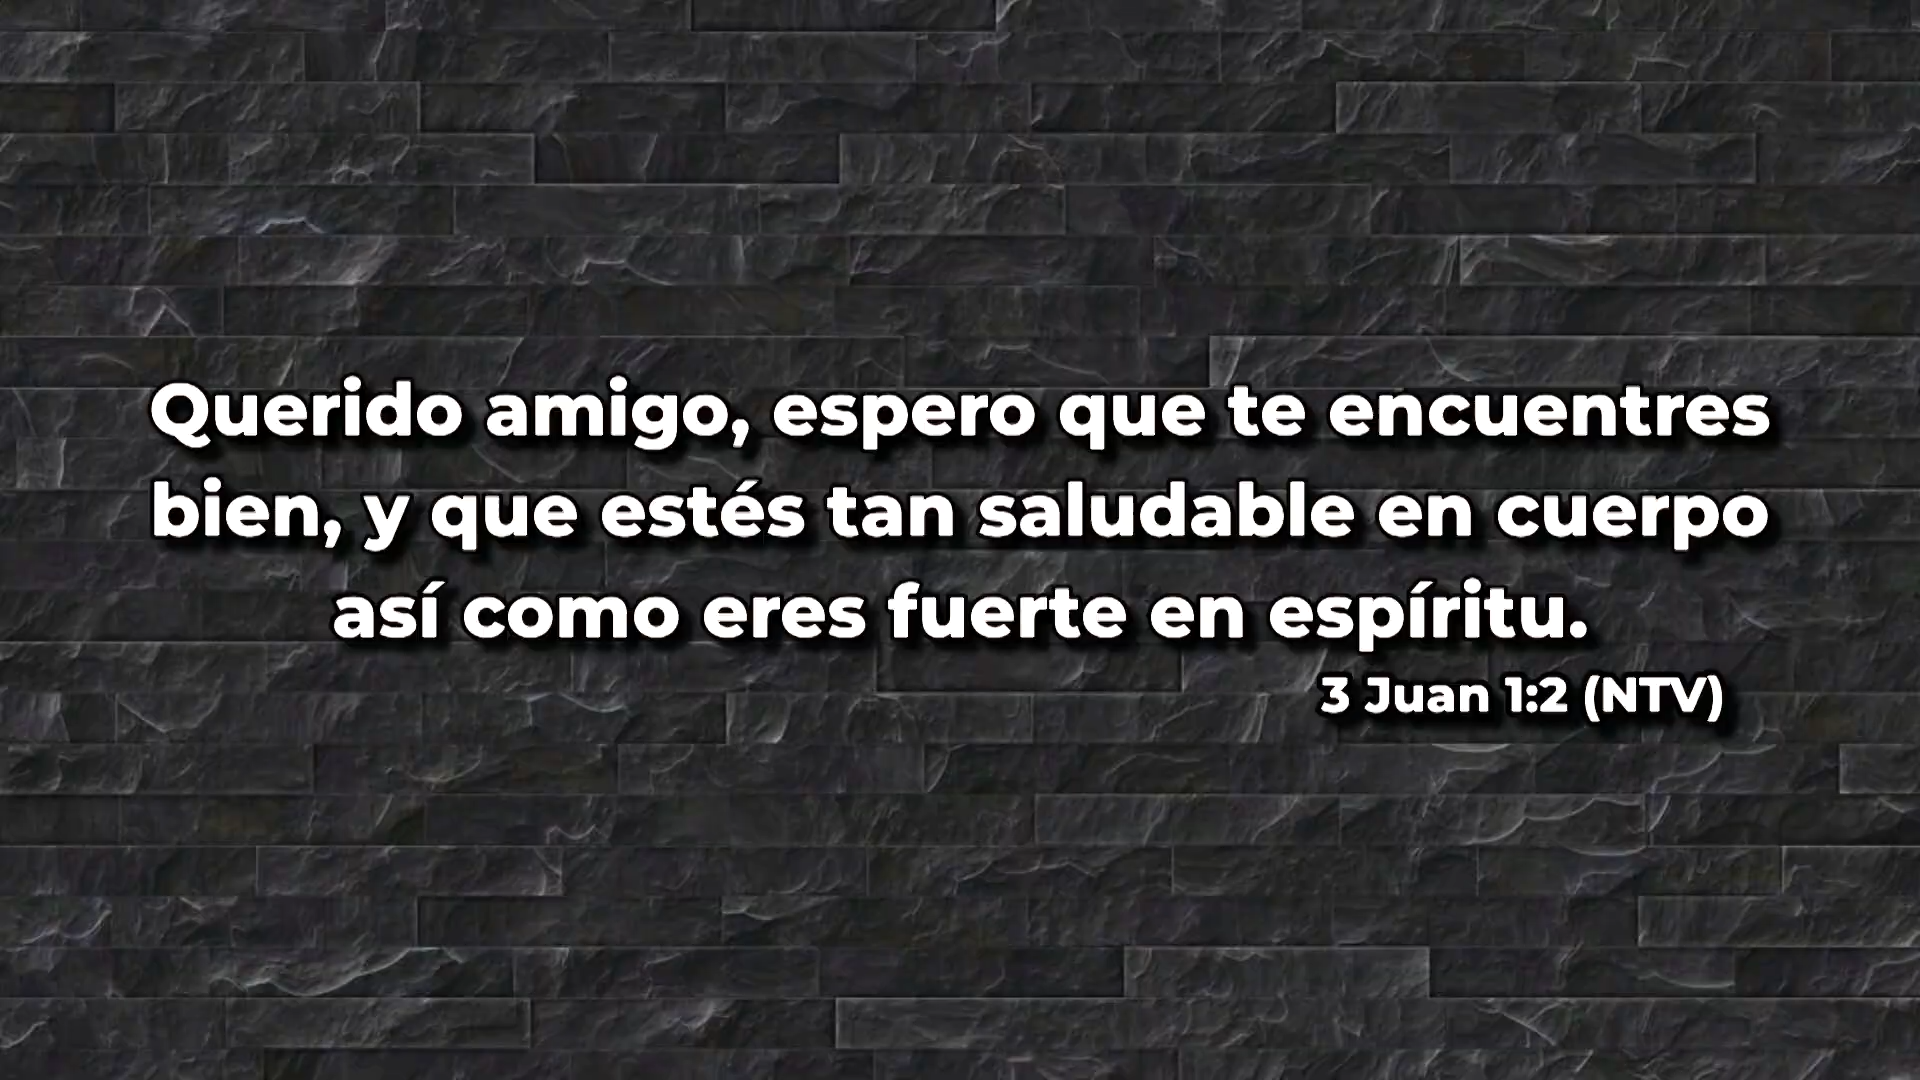 Querido amigo, espero que te encuentres
bien, y que estés tan saludable en cuerpo
así como eres fuerte en espíritu.
3 Juan 1:2 (NTV)